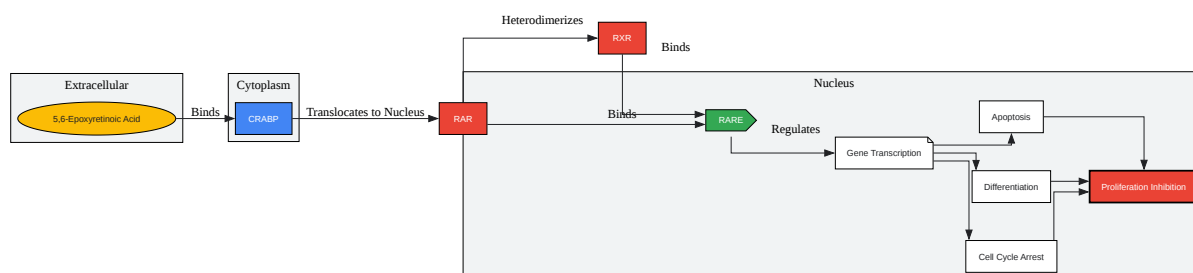 Heterodimerizes
RXR
Binds
Extracellular
Cytoplasm
Nucleus
5,6-Epoxyretinoic Acid
Binds
CRABP
Translocates to Nucleus
RAR
Binds
RARE
Regulates
Apoptosis
Gene Transcription
Differentiation
Proliferation Inhibition
Cell Cycle Arrest